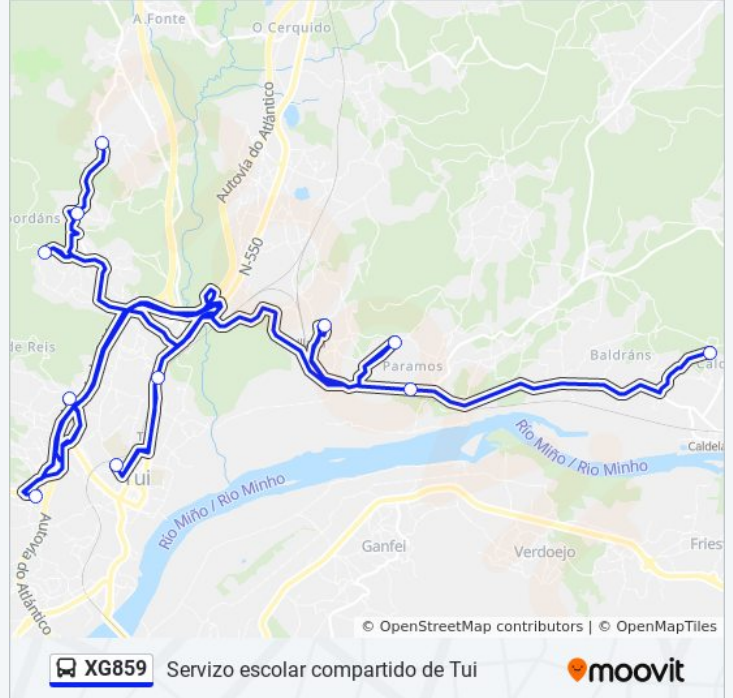 A.Fonte
O Cerquido
Autovía do Atlántico
N-550
ordáns
de Reis
Paramos
Baldráns
Caldela
Río Miño / Rio Minho
Tui
Río Miño / Rio Minho
Autovía do Atlántico
Ganfei
Verdoejo
Fries
© OpenStreetMap contributors | © OpenMapTiles
XG859 Servizo escolar compartido de Tui moovit